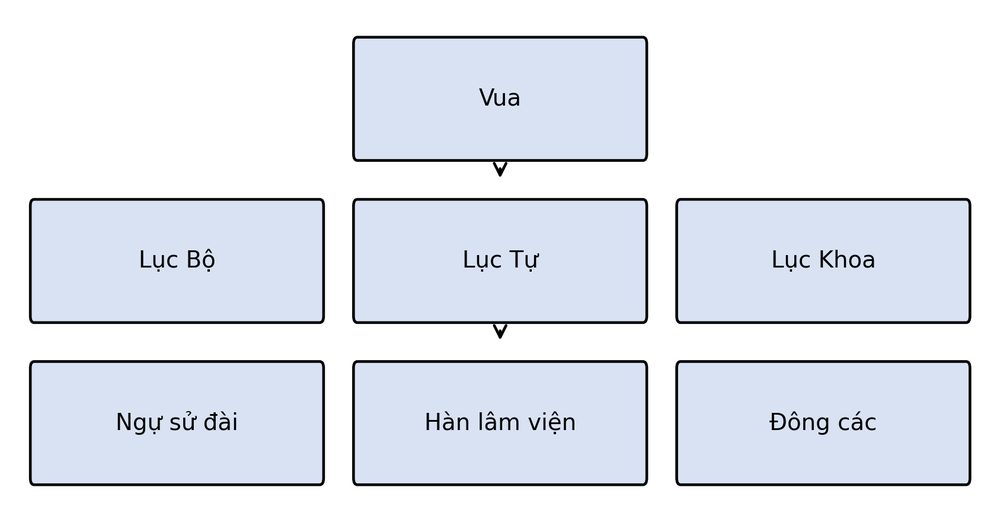 Vua
Lục Bộ
Lục Tự
Lục Khoa
Ngự sử đài
Hàn lâm viện
Đông các